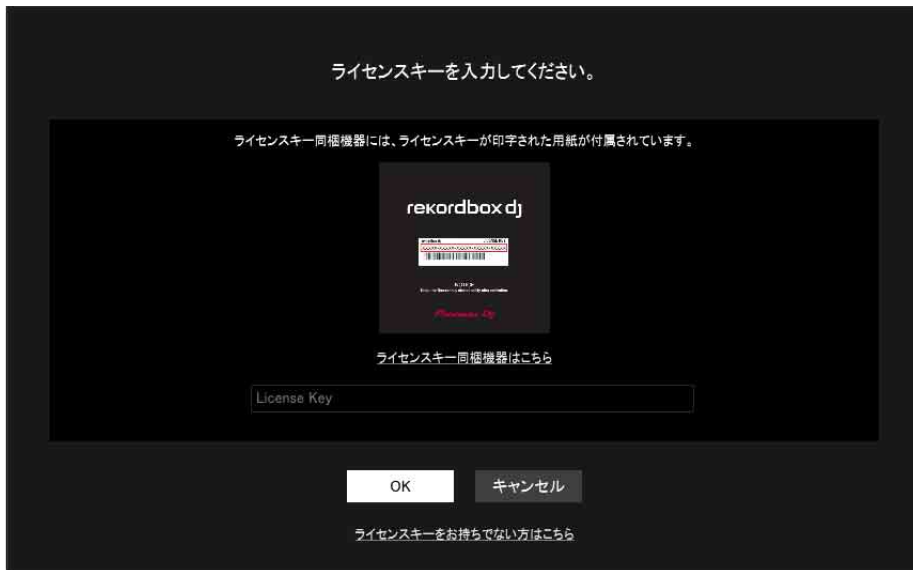 ライセンスキーを入力してください。
ライセンスキー同梱機器には、ライセンスキーが印字された用紙が付属されています。
rekordbox dj
NOTICE
Pioneer Dj
ライセンスキー同梱機器はこちら
License Key
OK
キャンセル
ライセンスキーをお持ちでない方はこちら